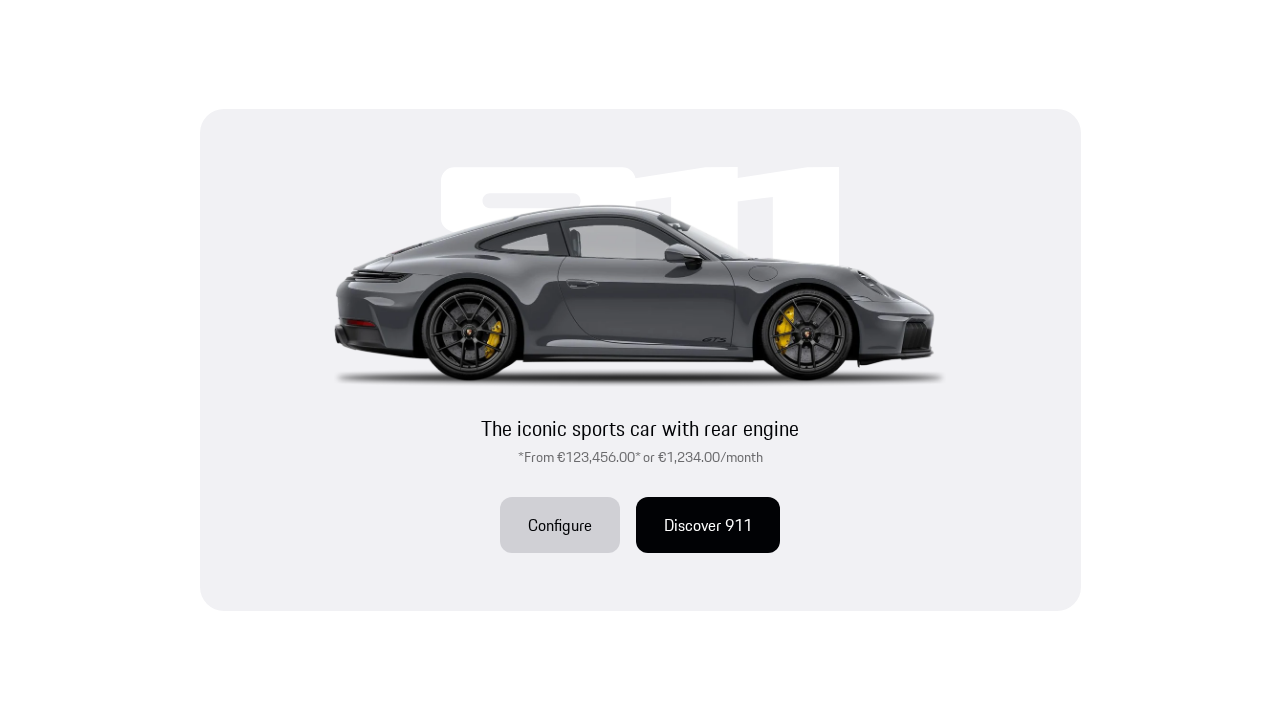 911
GTS
The iconic sports car with rear engine
*From €123,456.00* or €1,234.00/month
Configure
Discover 911